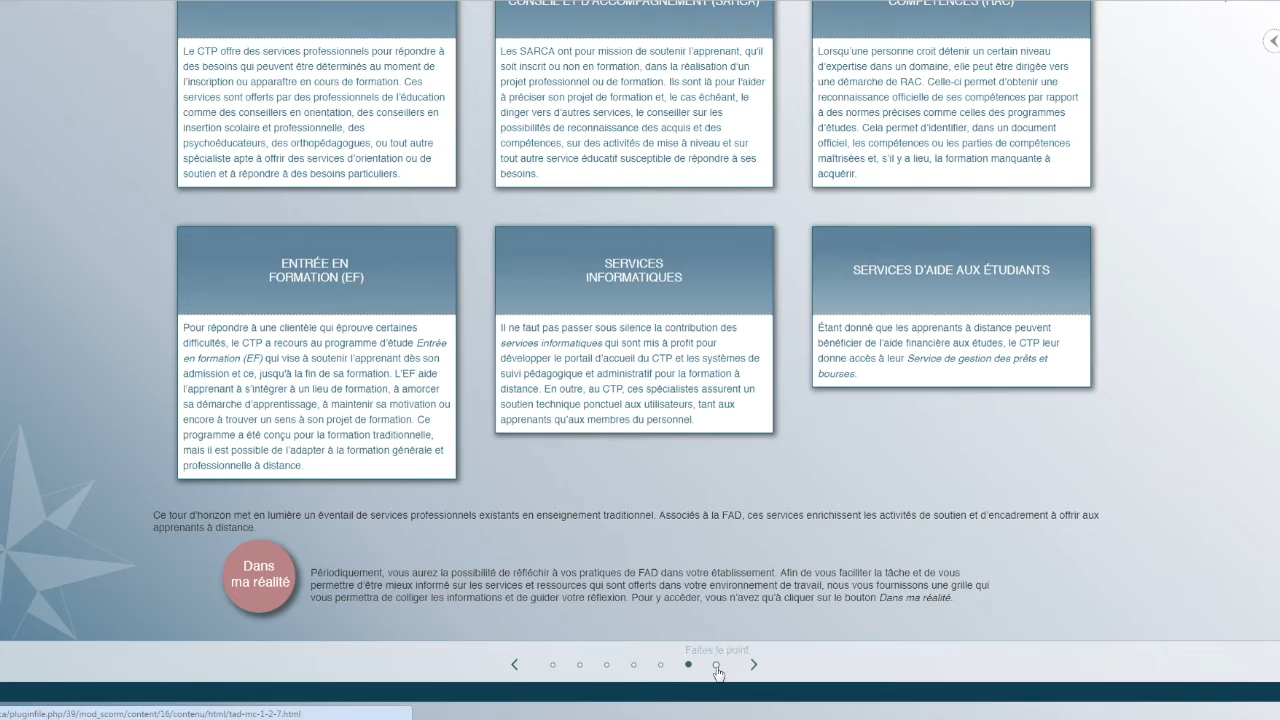 CONSEIL ET D'ACCOMPAGNEMENT (SARCA)
COMPÉTENCES (RAC)
Le CTP offre des services professionnels pour répondre à
des besoins qui peuvent être déterminés au moment de
l'inscription ou apparaître en cours de formation. Ces
services sont offerts par des professionnels de l'éducation
comme des conseillers en orientation, des conseillers en
insertion scolaire et professionnelle, des
psychoéducateurs, des orthopédagogues, ou tout autre
spécialiste apte à offrir des services d'orientation ou de
soutien et à répondre à des besoins particuliers.
Les SARCA ont pour mission de soutenir l'apprenant, qu'il
soit inscrit ou non en formation, dans la réalisation d'un
projet professionnel ou de formation. Ils sont là pour l'aider
à préciser son projet de formation et, le cas échéant, le
diriger vers d'autres services, le conseiller sur les
possibilités de reconnaissance des acquis et des
compétences, sur des activités de mise à niveau et sur
tout autre service éducatif susceptible de répondre à ses
besoins.
Lorsqu'une personne croit détenir un certain niveau
d'expertise dans un domaine, elle peut être dirigée vers
une démarche de RAC. Celle-ci permet d'obtenir une
reconnaissance officielle de ses compétences par rapport
à des normes précises comme celles des programmes
d'études. Cela permet d'identifier, dans un document
officiel, les compétences ou les parties de compétences
maîtrisées et, s'il y a lieu, la formation manquante à
acquérir.
ENTRÉE EN
FORMATION (EF)
Pour répondre à une clientèle qui éprouve certaines
difficultés, le CTP a recours au programme d'étude Entrée
en formation (EF) qui vise à soutenir l'apprenant dès son
admission et ce, jusqu'à la fin de sa formation. L'EF aide
l'apprenant à s'intégrer à un lieu de formation, à amorcer
sa démarche d'apprentissage, à maintenir sa motivation ou
encore à trouver un sens à son projet de formation. Ce
programme a été conçu pour la formation traditionnelle,
mais il est possible de l'adapter à la formation générale et
professionnelle à distance.
SERVICES
INFORMATIQUES
Il ne faut pas passer sous silence la contribution des
services informatiques qui sont mis à profit pour
développer le portail d'accueil du CTP et les systèmes de
suivi pédagogique et administratif pour la formation à
distance. En outre, au CTP, ces spécialistes assurent un
soutien technique ponctuel aux utilisateurs, tant aux
apprenants qu'aux membres du personnel.
SERVICES D'AIDE AUX ÉTUDIANTS
Étant donné que les apprenants à distance peuvent
bénéficier de l'aide financière aux études, le CTP leur
donne accès à leur Service de gestion des prêts et
bourses.
Ce tour d'horizon met en lumière un éventail de services professionnels existants en enseignement traditionnel. Associés à la FAD, ces services enrichissent les activités de soutien et d'encadrement à offrir aux
apprenants à distance.
Dans
ma réalité
Périodiquement, vous aurez la possibilité de réfléchir à vos pratiques de FAD dans votre établissement. Afin de vous faciliter la tâche et de vous
permettre d'être mieux informé sur les services et ressources qui sont offerts dans votre environnement de travail, nous vous fournissons une grille qui
vous permettra de colliger les informations et de guider votre réflexion. Pour y accéder, vous n'avez qu'à cliquer sur le bouton Dans ma réalité.
Faites le point
ca/pluginfile.php/39/mod_scorm/content/16/contenu/html/tad-mc-1-2-7.html